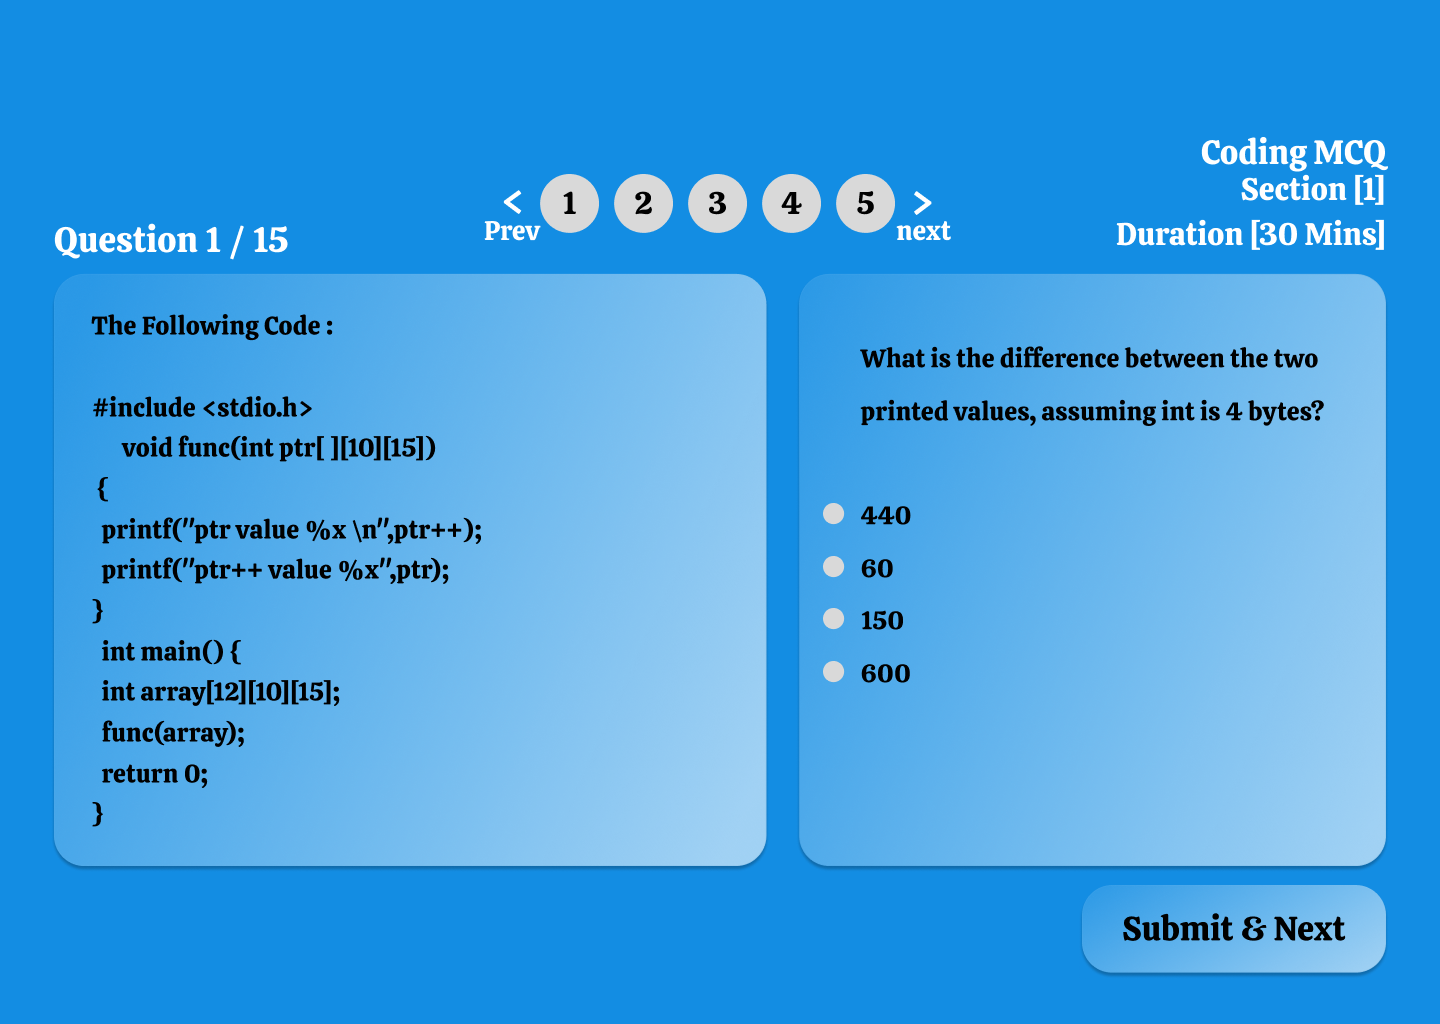 Coding MCQ
Section [1]
Duration [30 Mins]
< 1 2 3 4 5 >
Prev next
Question 1 / 15
The Following Code :
#include <stdio.h>
void func(int ptr[ ][10][15])
{
printf("ptr value %x \n",ptr++);
printf("ptr++ value %x",ptr);
}
int main() {
int array[12][10][15];
func(array);
return 0;
}
What is the difference between the two
printed values, assuming int is 4 bytes?
440
60
150
600
Submit & Next